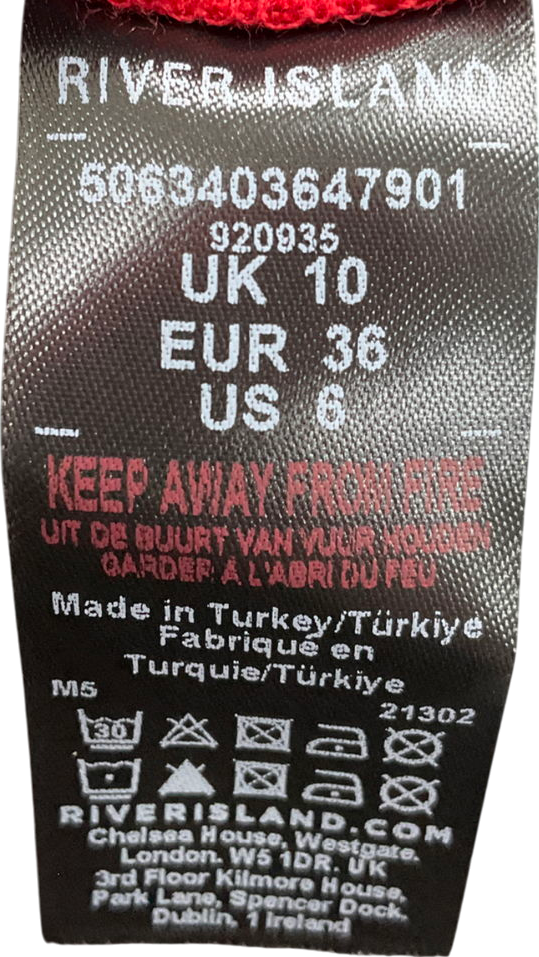 RIVER ISLAND
5063403647901
920935
UK 10
EUR 36
US 6
KEEP AWAY FROM FIRE
UIT DE BUURT VAN VUUR HOUDEN
GARDER A L'ABRI DU FEU
Made in Turkey/Türkiye
Fabriqué en
Turquie/Türkiye
M5
21302
30
RIVERISLAND.COM
Chelsea House, Westgate.
London. W5 1DR. UK
3rd Floor Kilmore House,
Park Lane, Spencer Dock,
Dublin, 1 Ireland